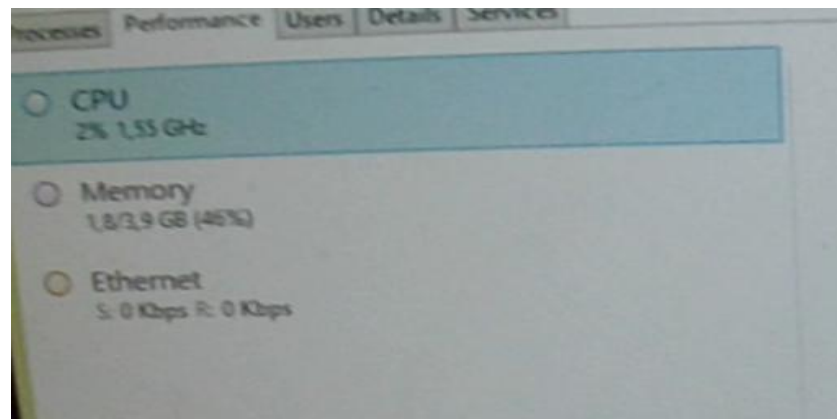 Processes Performance Users Details Services
CPU
2% 1,55 GHz
Memory
1,8/3,9 GB (46%)
Ethernet
S: 0 Kbps R: 0 Kbps